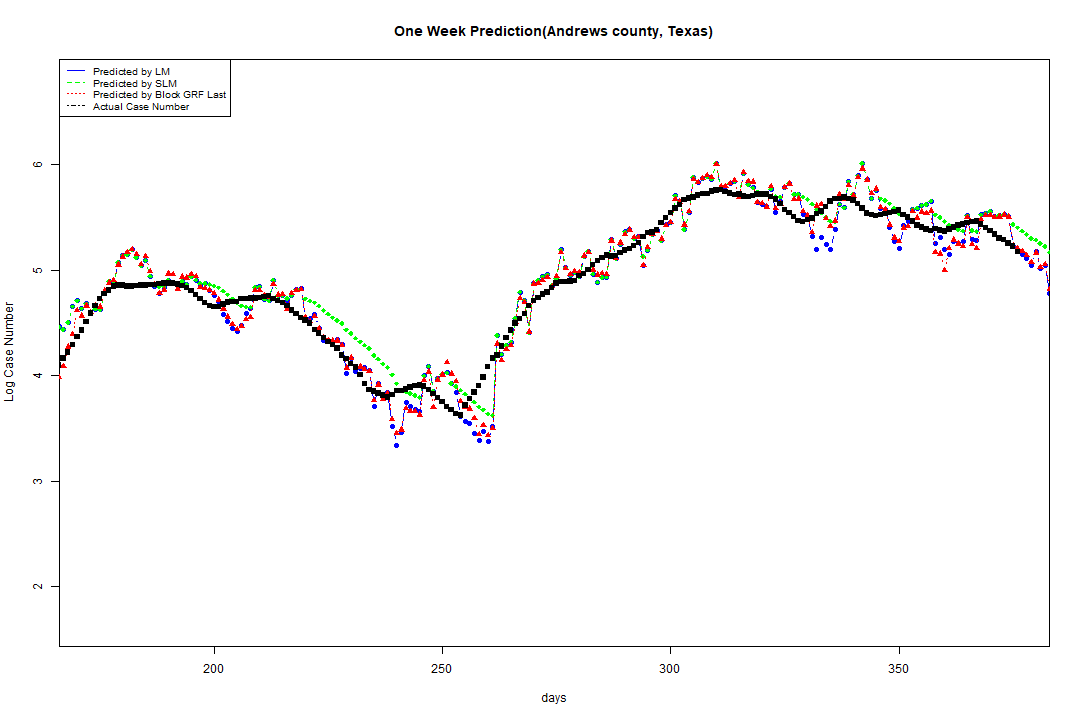 One Week Prediction(Andrews county, Texas)
Predicted by LM
Predicted by SLM
Predicted by Block GRF Last
Actual Case Number
6
5
4
3
2
Log Case Number
200
250
300
350
days